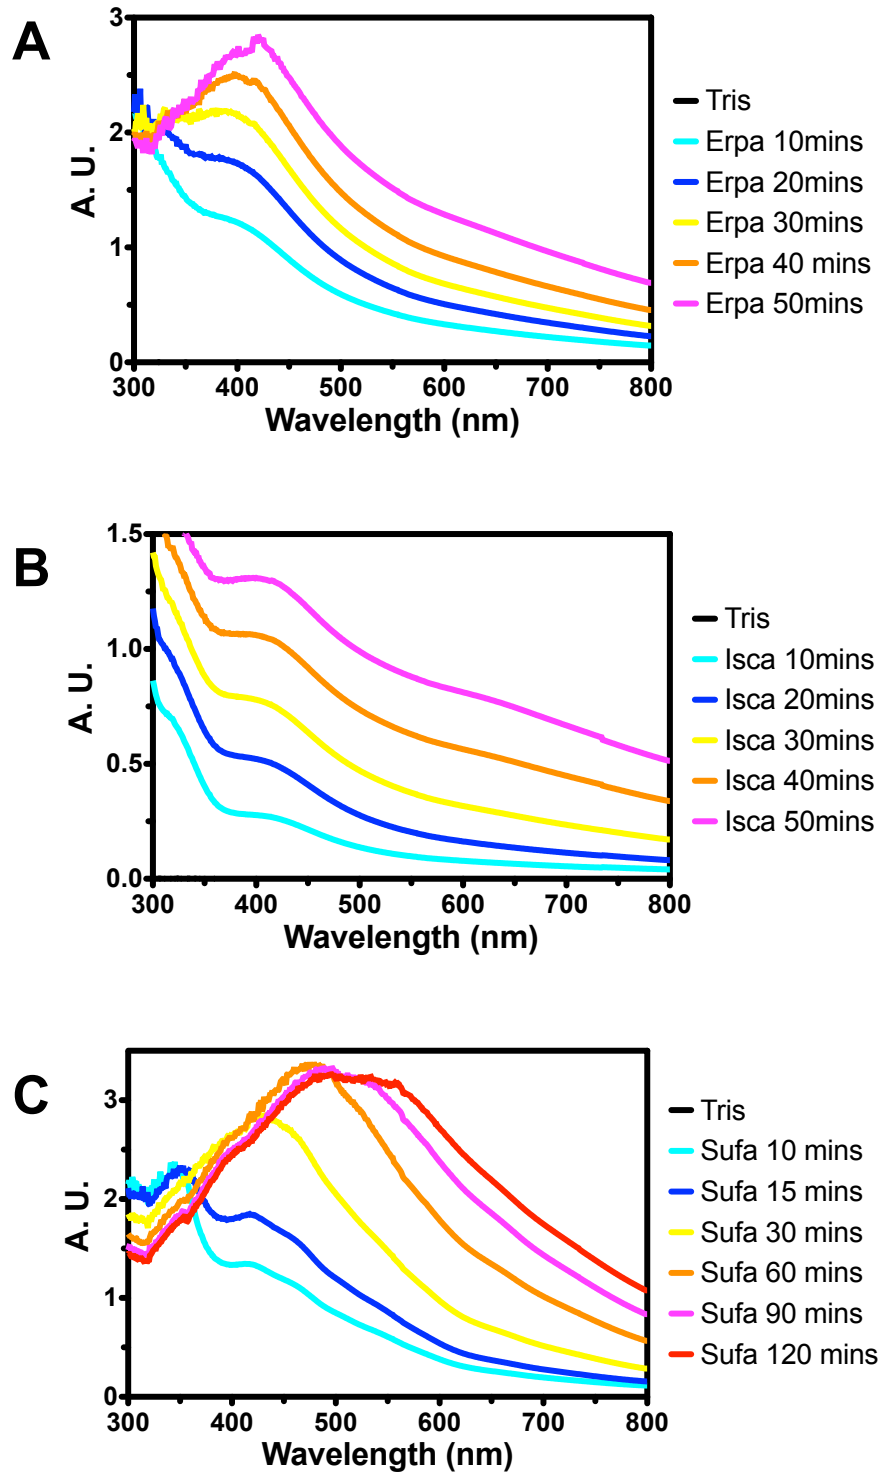 A
3
2
1
0
A. U.
300 400 500 600 700 800
Wavelength (nm)
Tris
Erpa 10mins
Erpa 20mins
Erpa 30mins
Erpa 40 mins
Erpa 50mins
B
1.5
1.0
0.5
0.0
A. U.
300 400 500 600 700 800
Wavelength (nm)
Tris
Isca 10mins
Isca 20mins
Isca 30mins
Isca 40mins
Isca 50mins
C
3
2
1
0
A. U.
300 400 500 600 700 800
Wavelength (nm)
Tris
Sufa 10 mins
Sufa 15 mins
Sufa 30 mins
Sufa 60 mins
Sufa 90 mins
Sufa 120 mins